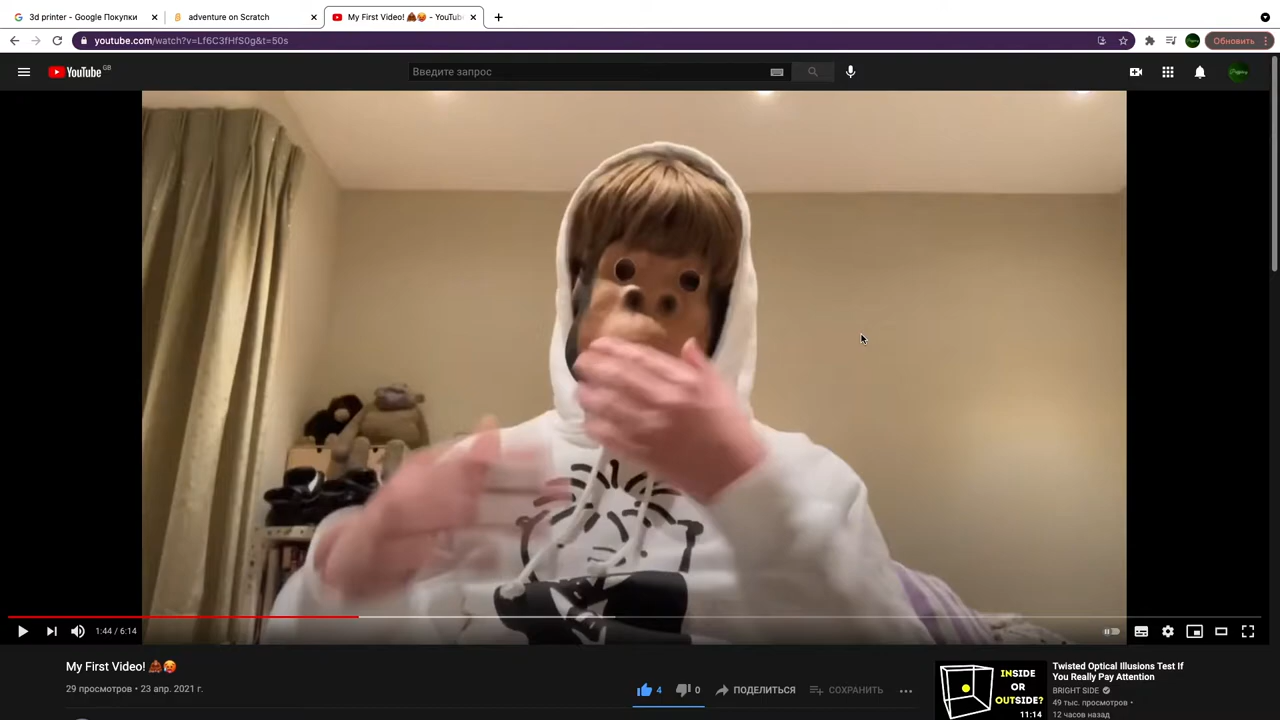 3d printer - Google Покупки
adventure on Scratch
My First Video! 🙈🥵 - YouTube
youtube.com/watch?v=Lf6C3fHfS0g&t=50s
Обновить
YouTube GB
Введите запрос
1:44 / 6:14
My First Video! 🙈🥵
29 просмотров • 23 апр. 2021 г.
4
0
ПОДЕЛИТЬСЯ
СОХРАНИТЬ
INSIDE
OR
OUTSIDE?
11:14
Twisted Optical Illusions Test If
You Really Pay Attention
BRIGHT SIDE
49 тыс. просмотров •
12 часов назад